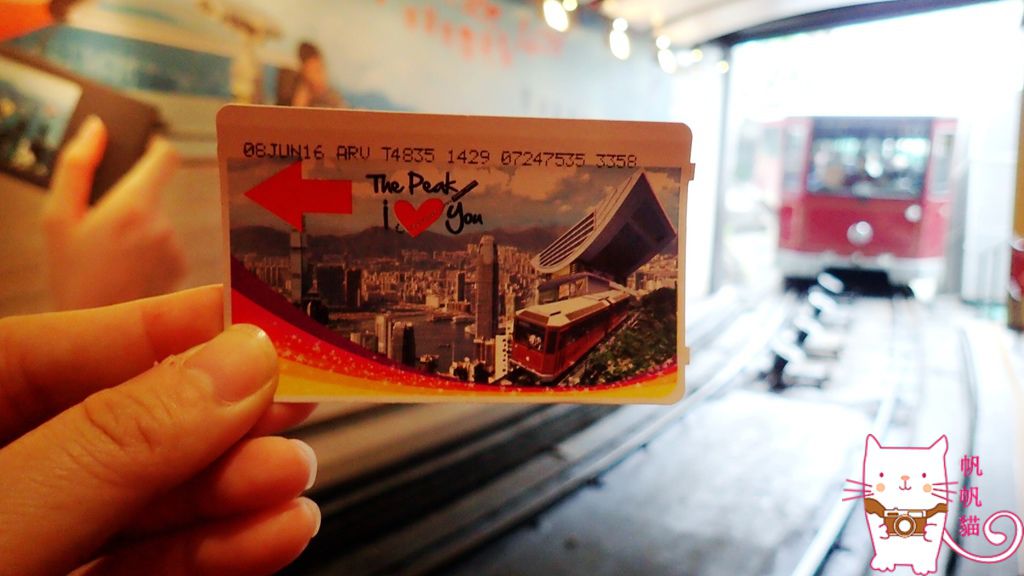 08JUN16 ARV T4835 1429 07247535 3358
The Peak
i You
帆帆貓